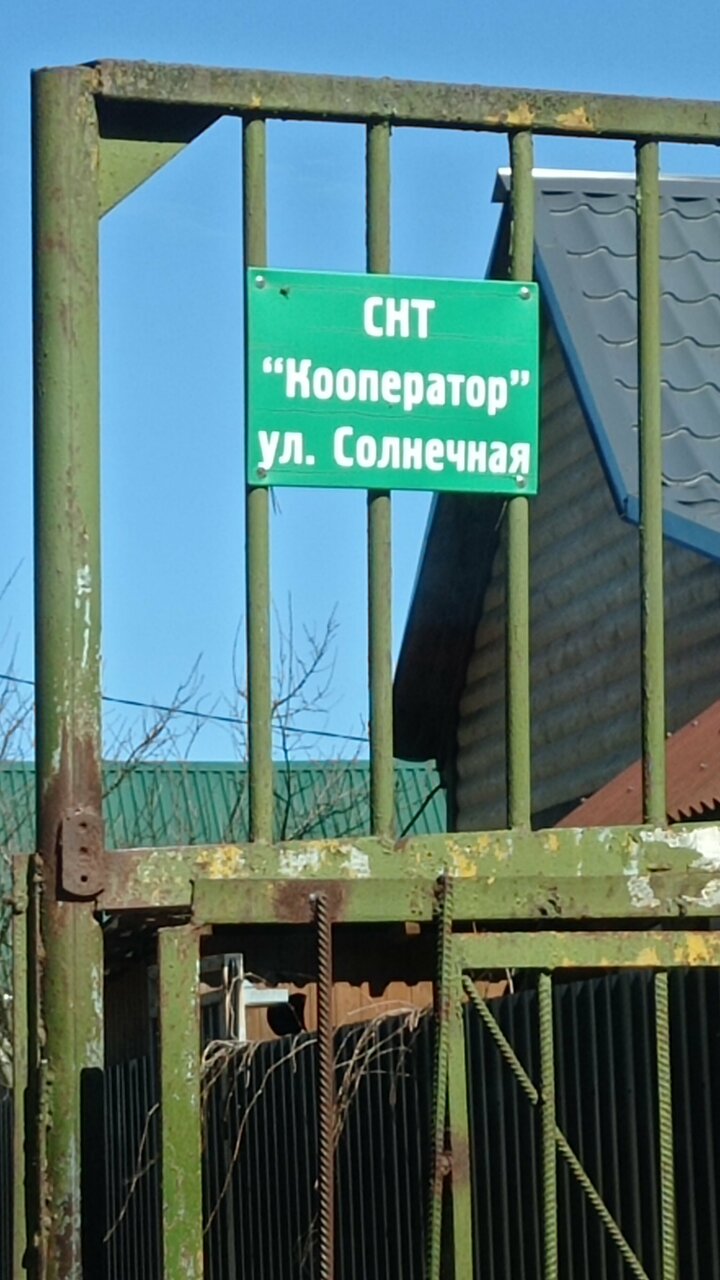 СНТ
“Кооператор”
ул. Солнечная